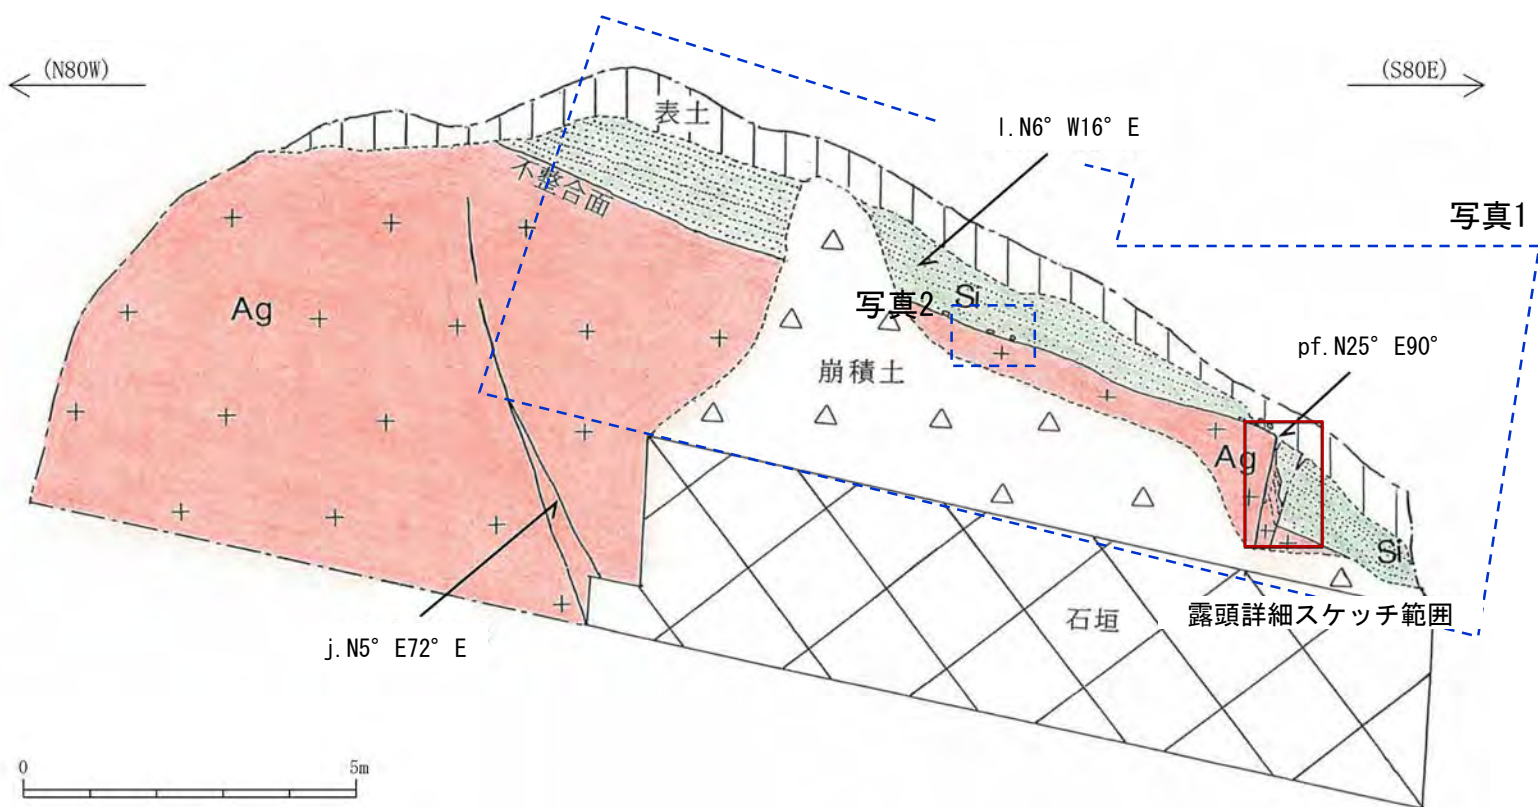 (N80W)
(S80E)
表土
l.N6° W16° E
不整合面
写真1
Ag
写真2
Si
pf.N25° E90°
崩積土
Ag
Si
露頭詳細スケッチ範囲
石垣
j.N5° E72° E
0
5m